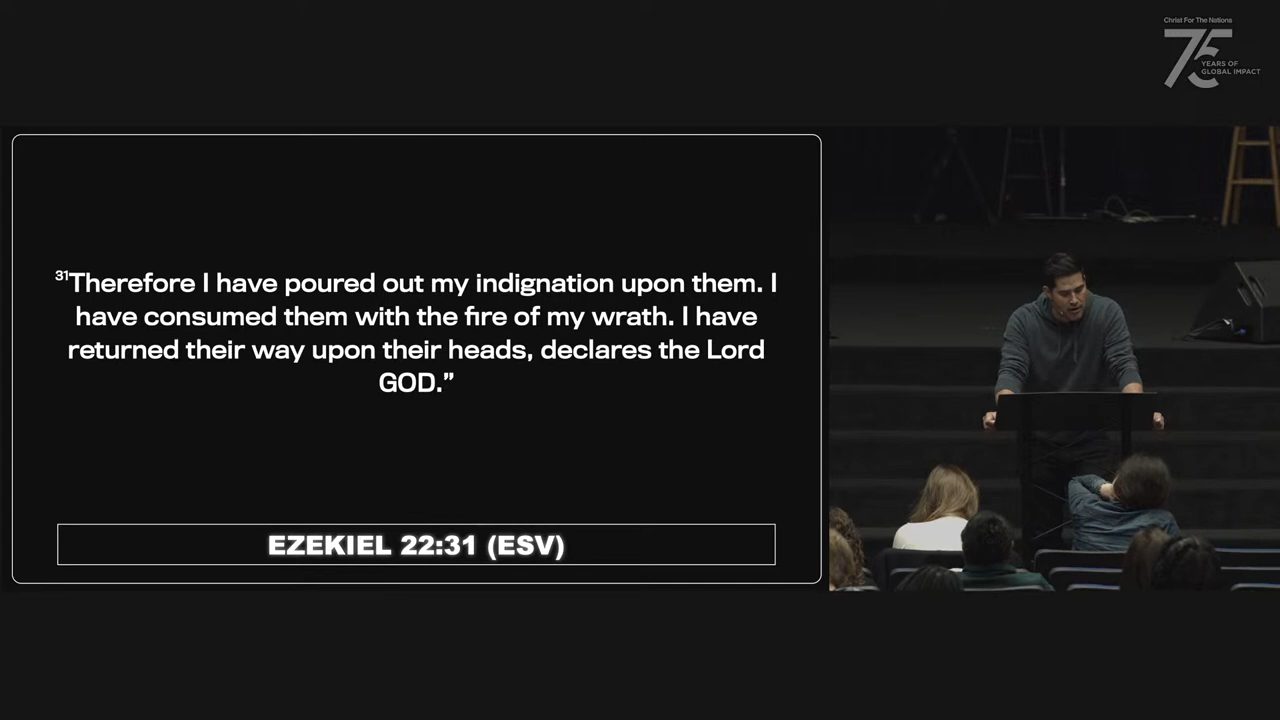 Christ For The Nations
75
YEARS OF
GLOBAL IMPACT
31Therefore I have poured out my indignation upon them. I
have consumed them with the fire of my wrath. I have
returned their way upon their heads, declares the Lord
GOD.”
EZEKIEL 22:31 (ESV)